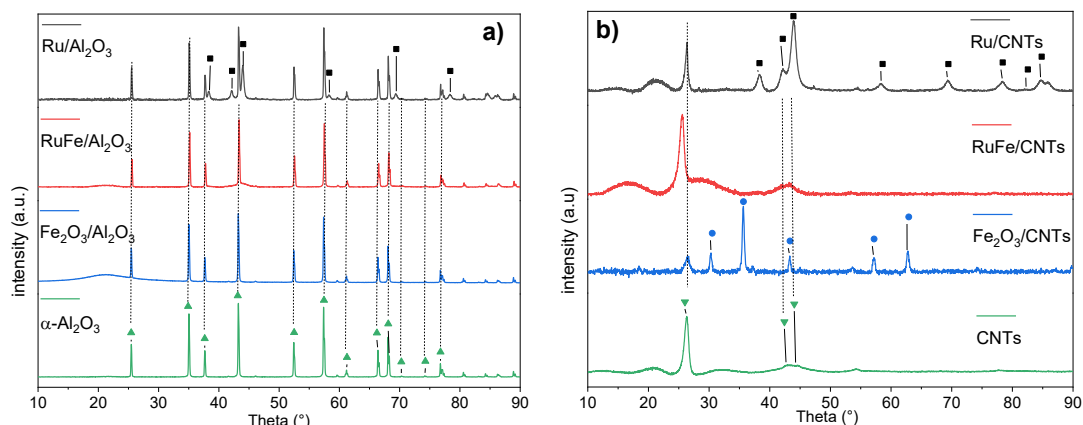 a)
Ru/Al₂O₃
RuFe/Al₂O₃
Fe₂O₃/Al₂O₃
α-Al₂O₃
intensity (a.u.)
10 20 30 40 50 60 70 80 90
Theta (°)
b)
Ru/CNTs
RuFe/CNTs
Fe₂O₃/CNTs
CNTs
intensity (a.u
10 20 30 40 50 60 70 80 90
Theta (°)